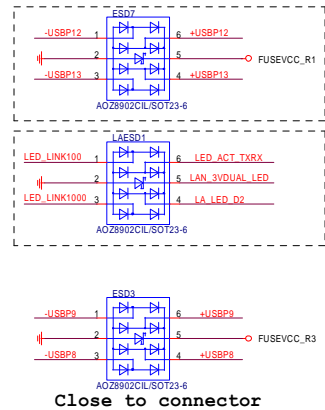 ESD7
-USBP12 1 6 +USBP12
2 5 FUSEVCC_R1
-USBP13 3 4 +USBP13
AOZ8902CIL/SOT23-6
LAESD1
LED_LINK100 1 6 LED_ACT_TXRX
2 5 LAN_3VDUAL_LED
LED_LINK1000 3 4 LA_LED_D2
AOZ8902CIL/SOT23-6
ESD3
-USBP9 1 6 +USBP9
2 5 FUSEVCC_R3
-USBP8 3 4 +USBP8
AOZ8902CIL/SOT23-6
Close to connector